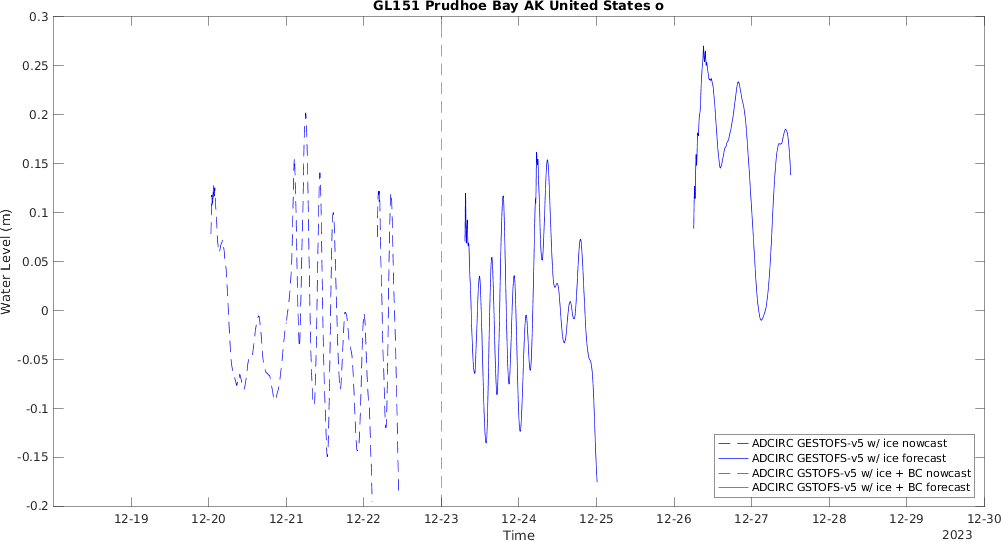 GL151 Prudhoe Bay AK United States o
0.3
0.25
0.2
0.15
0.1
0.05
0
-0.05
-0.1
-0.15
-0.2
Water Level (m)
ADCIRC GESTOFS-v5 w/ ice nowcast
ADCIRC GESTOFS-v5 w/ ice forecast
ADCIRC GSTOFS-v5 w/ ice + BC nowcast
ADCIRC GSTOFS-v5 w/ ice + BC forecast
12-19 12-20 12-21 12-22 12-23 12-24 12-25 12-26 12-27 12-28 12-29 12-30
Time
2023